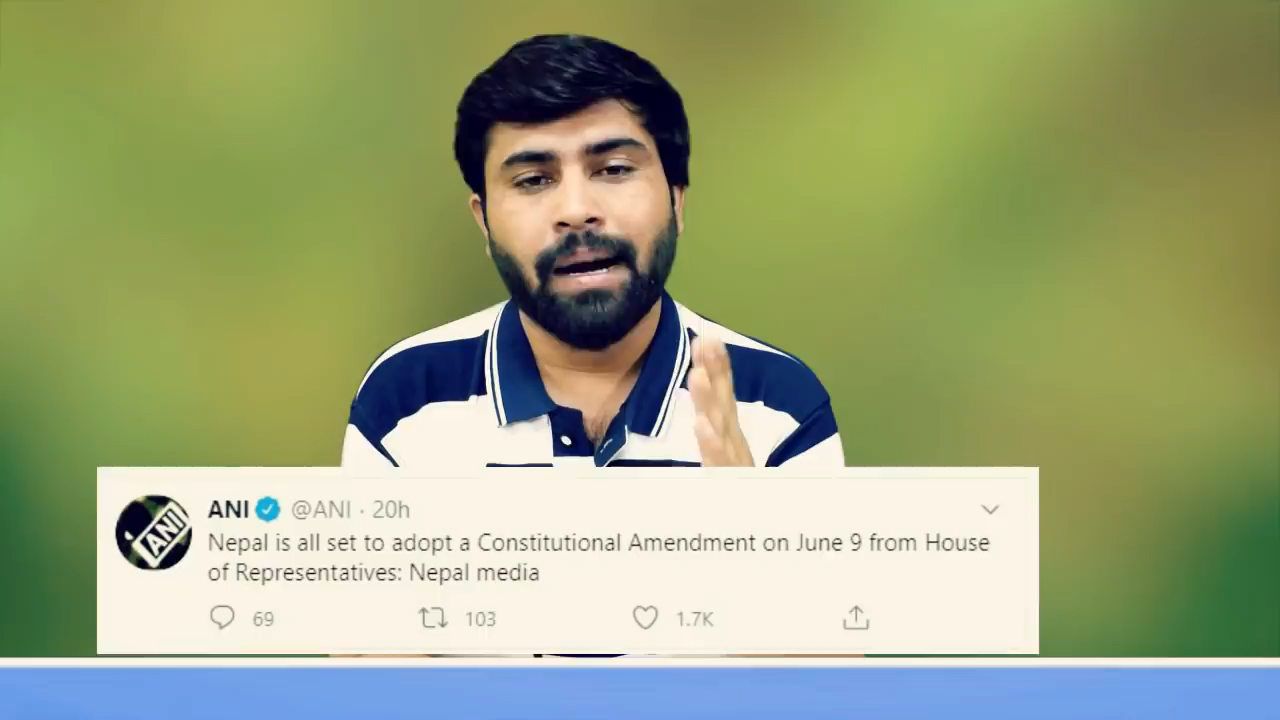 ANI @ANI · 20h
Nepal is all set to adopt a Constitutional Amendment on June 9 from House
of Representatives: Nepal media
69 103 1.7K
ANI